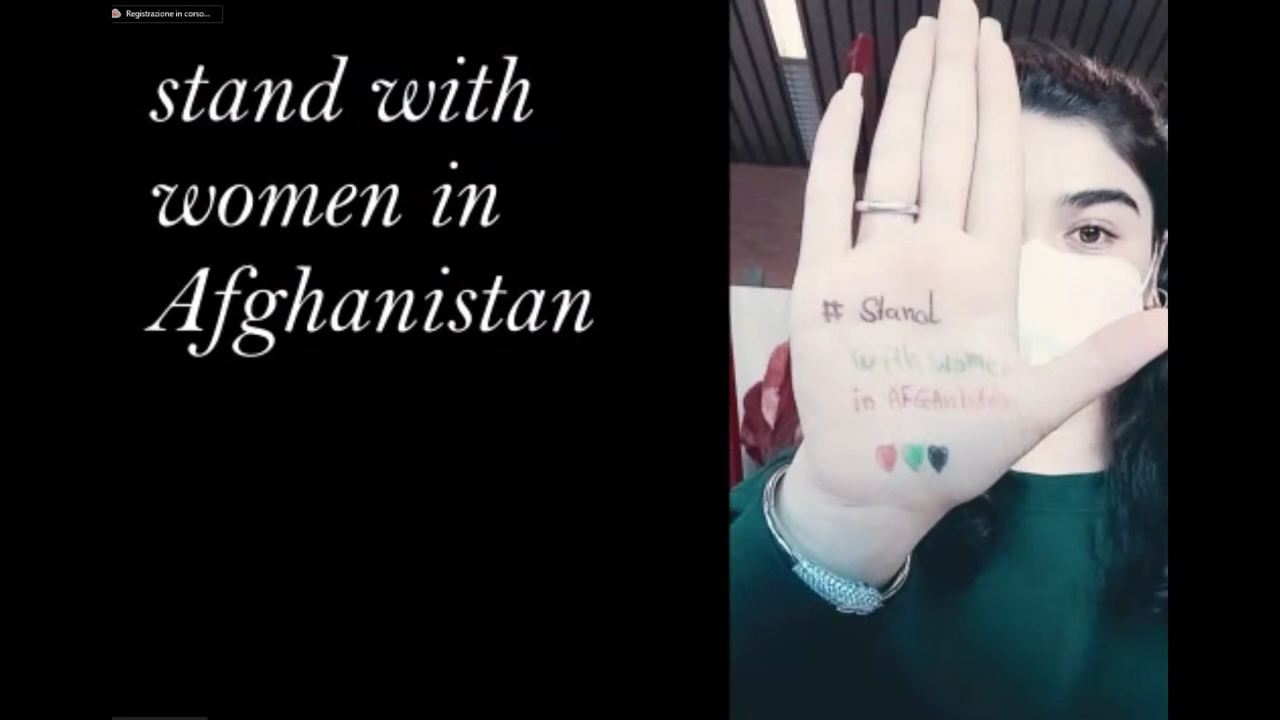 Registrazione in corso...
stand with
women in
Afghanistan
# Stand
with women
in AFGANistan